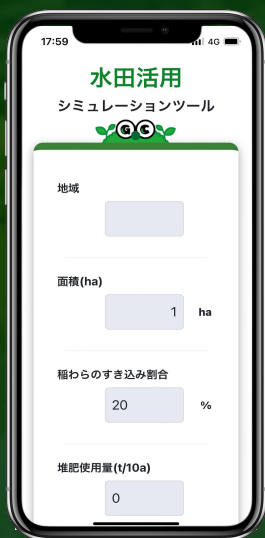 17:59 4G
水田活用
シミュレーションツール
GC
地域
面積(ha)
1 ha
稲わらのすき込み割合
20 %
堆肥使用量(t/10a)
0